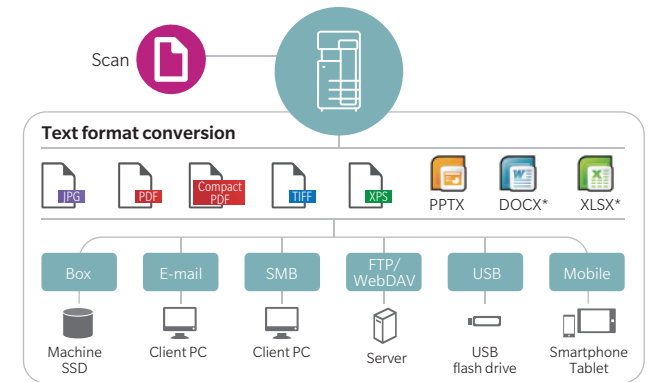 Scan
Text format conversion
JPG
PDF
Compact
PDF
TIFF
XPS
PPTX
DOCX*
XLSX*
Box
E-mail
SMB
FTP/
WebDAV
USB
Mobile
Machine
SSD
Client PC
Client PC
Server
USB
flash drive
Smartphone
Tablet